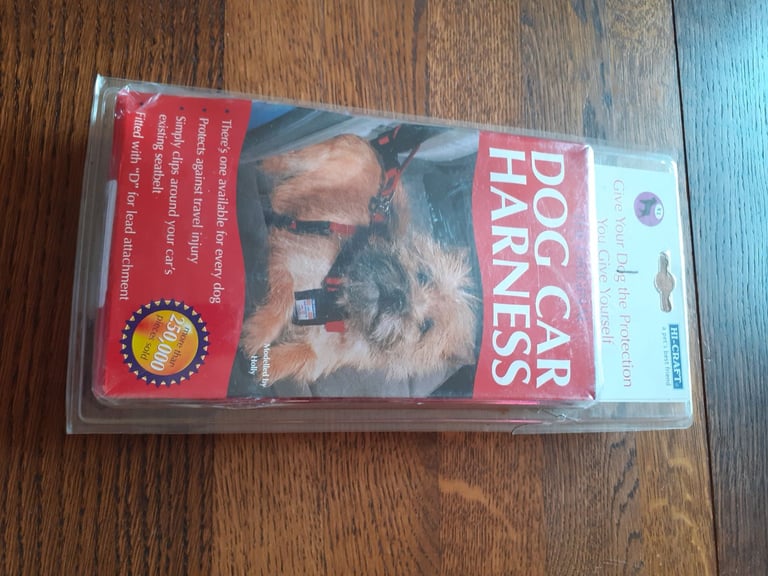 HI-CRAFT
a pet's best friend
Give Your Dog the Protection
You Give Yourself
DOG CAR
HARNESS
Modelled by
Holly
• There's one available for every dog
• Protects against travel injury
• Simply clips around your car's
existing seatbelt
Fitted with "D" for lead attachment
more than
250,000
pieces sold